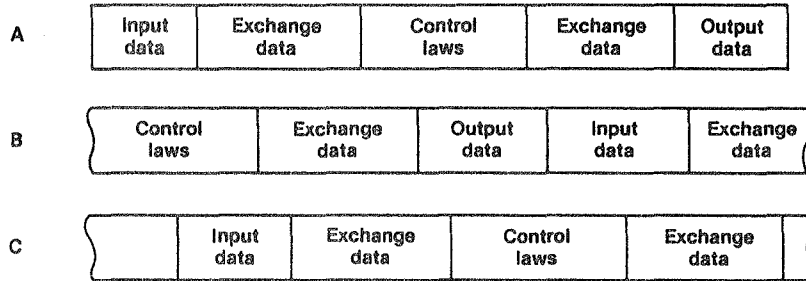 A
Input Exchange Control Exchange Output
data data laws data data
B
Control Exchange Output Input Exchange
laws data data data data
C
Input Exchange Control Exchange
data data laws data